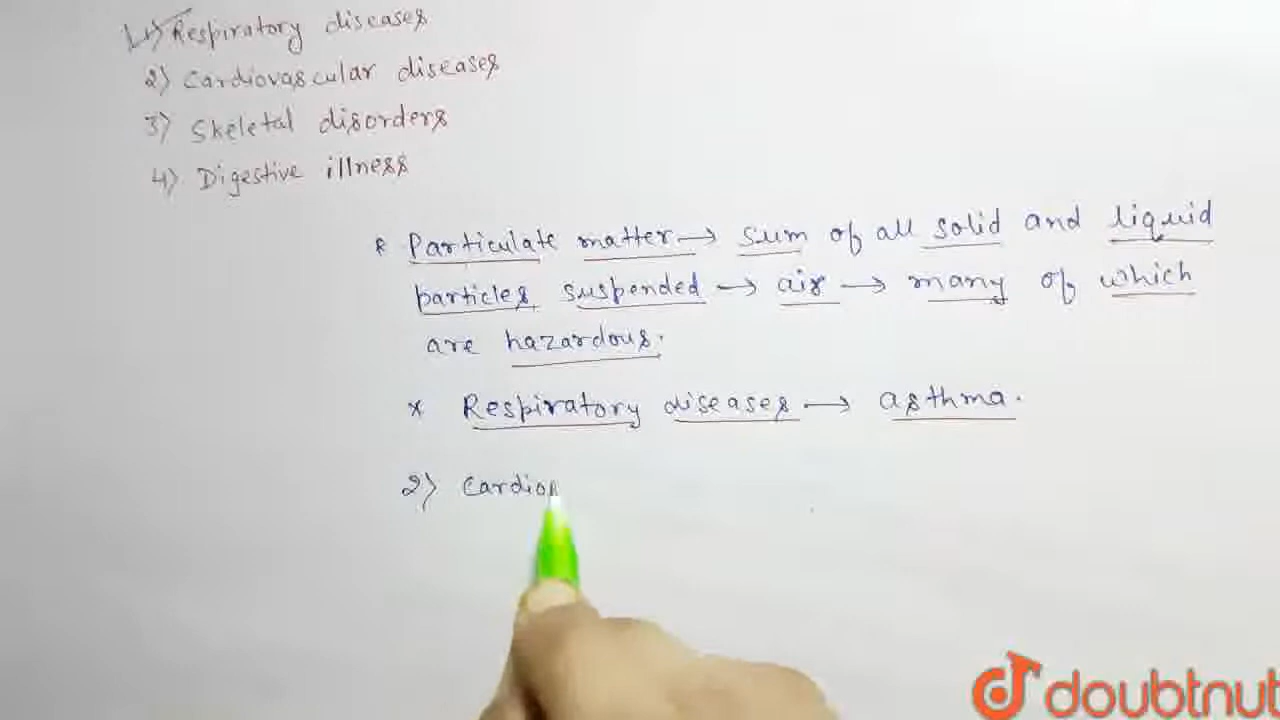 1) Respiratory diseases
2) Cardiovascular diseases
3) Skeletal disorders
4) Digestive illness
* Particulate matter → sum of all solid and liquid
particles suspended → air → many of which
are hazardous.
* Respiratory diseases → asthma.
2) Cardio
doubtnut